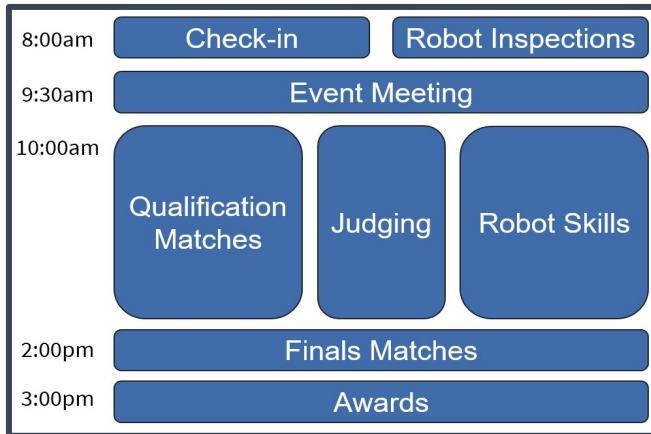 8:00am
Check-in
Robot Inspections
9:30am
Event Meeting
10:00am
Qualification
Matches
Judging
Robot Skills
2:00pm
Finals Matches
3:00pm
Awards